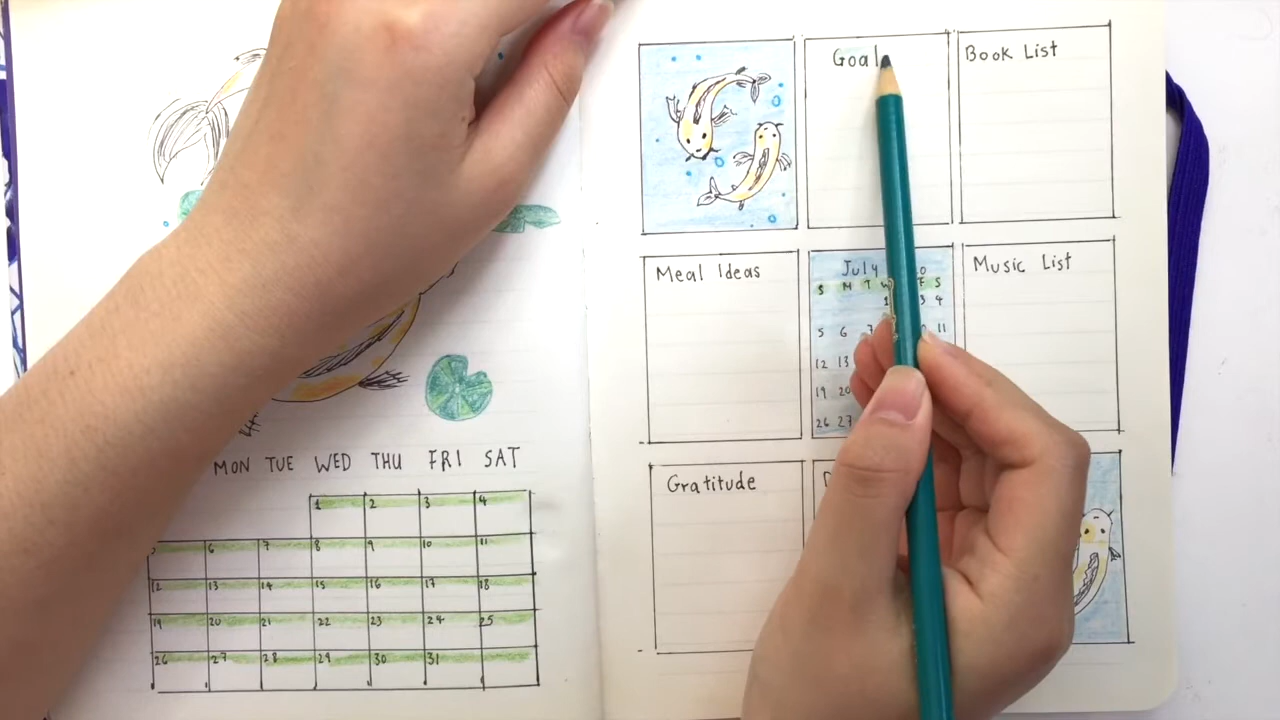 MON TUE WED THU FRI SAT
1 2 3 4
5 6 7 8 9 10 11
12 13 14 15 16 17 18
19 20 21 22 23 24 25
26 27 28 29 30 31
Goal
Book List
Meal Ideas
July
S M T W F S
1 3 4
5 6 7 11
12 13
19 20
26 27
Music List
Gratitude